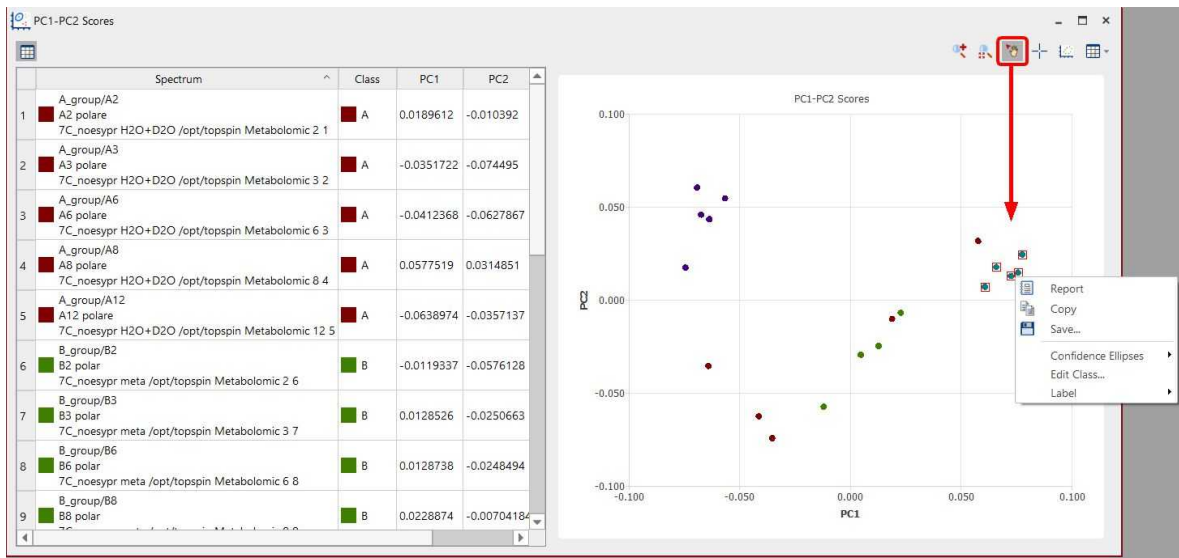 PC1-PC2 Scores
Spectrum Class PC1 PC2
A_group/A2
1 A2 polare A 0.0189612 -0.010392
7C_noesypr H2O+D2O /opt/topspin Metabolomic 2 1
A_group/A3
2 A3 polare A -0.0351722 -0.074495
7C_noesypr H2O+D2O /opt/topspin Metabolomic 3 2
A_group/A6
3 A6 polare A -0.0412368 -0.0627867
7C_noesypr H2O+D2O /opt/topspin Metabolomic 6 3
A_group/A8
4 A8 polare A 0.0577519 0.0314851
7C_noesypr H2O+D2O /opt/topspin Metabolomic 8 4
A_group/A12
5 A12 polare A -0.0638974 -0.0357137
7C_noesypr H2O+D2O /opt/topspin Metabolomic 12 5
B_group/B2
6 B2 polar B -0.0119337 -0.0576128
7C_noesypr meta /opt/topspin Metabolomic 2 6
B_group/B3
7 B3 polar B 0.0128526 -0.0250663
7C_noesypr meta /opt/topspin Metabolomic 3 7
B_group/B6
8 B6 polar B 0.0128738 -0.0248494
7C_noesypr meta /opt/topspin Metabolomic 6 8
B_group/B8
9 B8 polar B 0.0228874 -0.00704184
PC1-PC2 Scores
0.100
0.050
0.000
-0.050
-0.100
PC2
-0.100 -0.050 0.000 0.050 0.100
PC1
Report
Copy
Save...
Confidence Ellipses
Edit Class...
Label